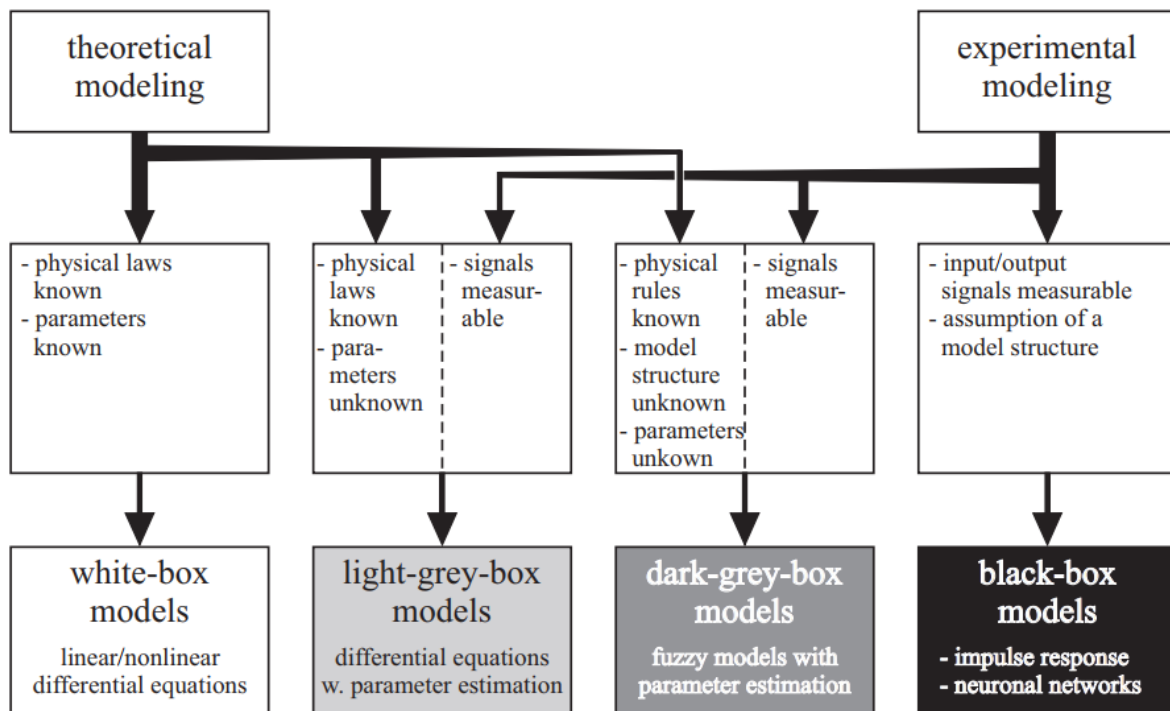 theoretical
modeling
experimental
modeling
- physical laws
known
- parameters
known
- physical
laws
known
- para-
meters
unknown
- signals
measur-
able
- physical
rules
known
- model
structure
unknown
- parameters
unkown
- signals
measur-
able
- input/output
signals measurable
- assumption of a
model structure
white-box
models
linear/nonlinear
differential equations
light-grey-box
models
differential equations
w. parameter estimation
dark-grey-box
models
fuzzy models with
parameter estimation
black-box
models
- impulse response
- neuronal networks